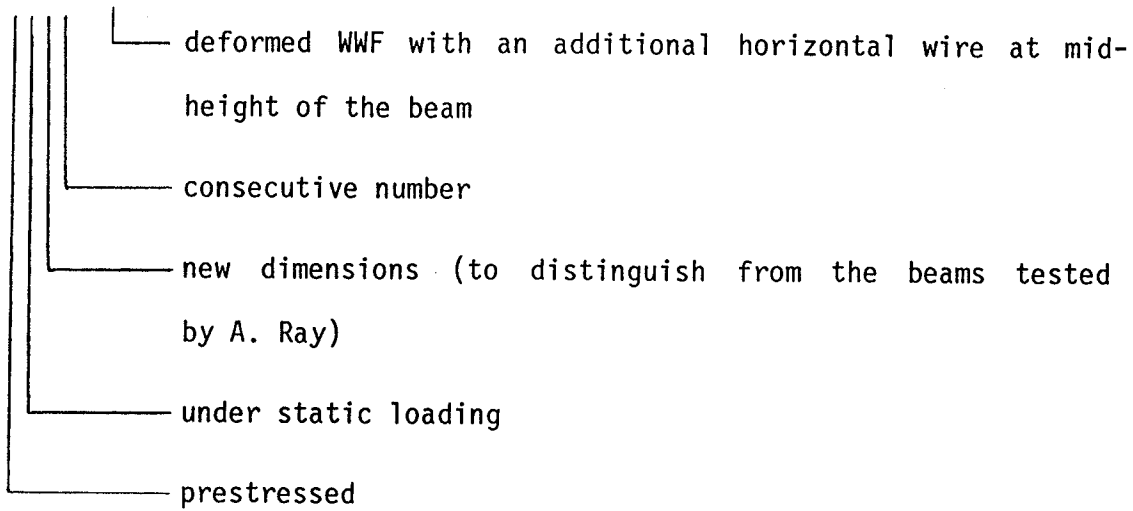 deformed WWF with an additional horizontal wire at mid-
height of the beam
consecutive number
new dimensions (to distinguish from the beams tested
by A. Ray)
under static loading
prestressed